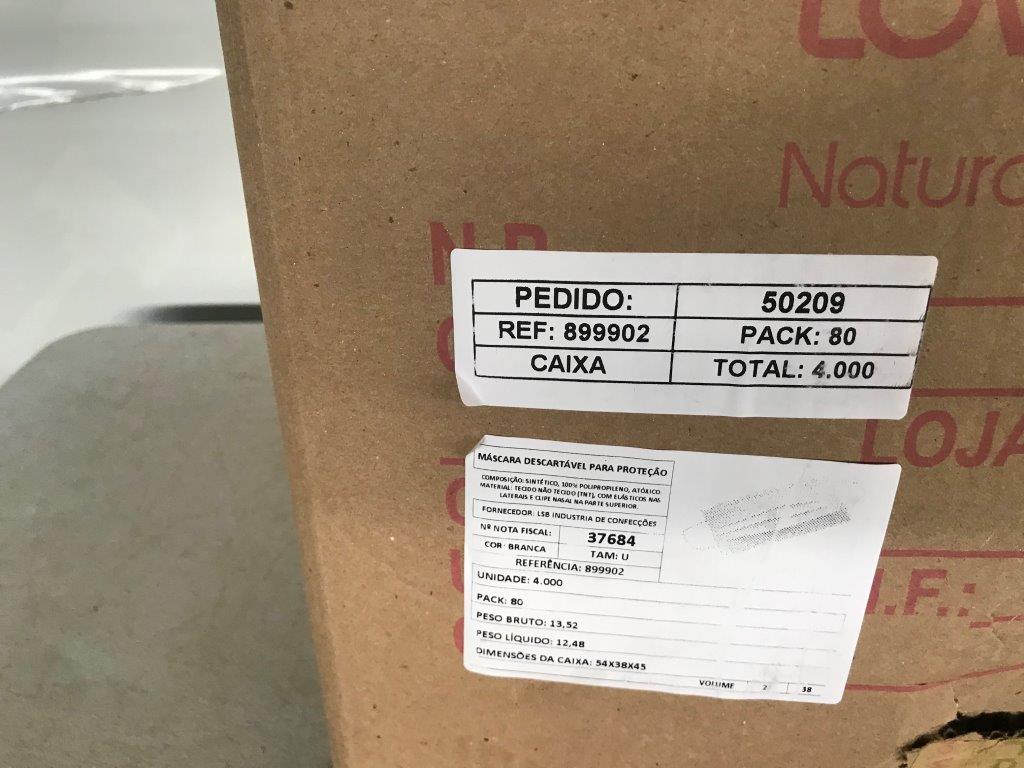 Natura
PEDIDO: 50209
REF: 899902 PACK: 80
CAIXA TOTAL: 4.000
LOJA
MÁSCARA DESCARTÁVEL PARA PROTEÇÃO
COMPOSIÇÃO: SINTÉTICO, 100% POLIPROPILENO, ATÓXICO
MATERIAL: TECIDO NÃO TECIDO (TNT), COM ELÁSTICOS NAS
LATERAIS E CLIPE NASAL NA PARTE SUPERIOR.
FORNECEDOR: LSB INDUSTRIA DE CONFECÇÕES
Nº NOTA FISCAL: 37684
COR: BRANCA TAM: U
REFERÊNCIA: 899902
UNIDADE: 4.000
PACK: 80
PESO BRUTO: 13,52
PESO LÍQUIDO: 12,48
DIMENSÕES DA CAIXA: 54X38X45
VOLUME 2 38